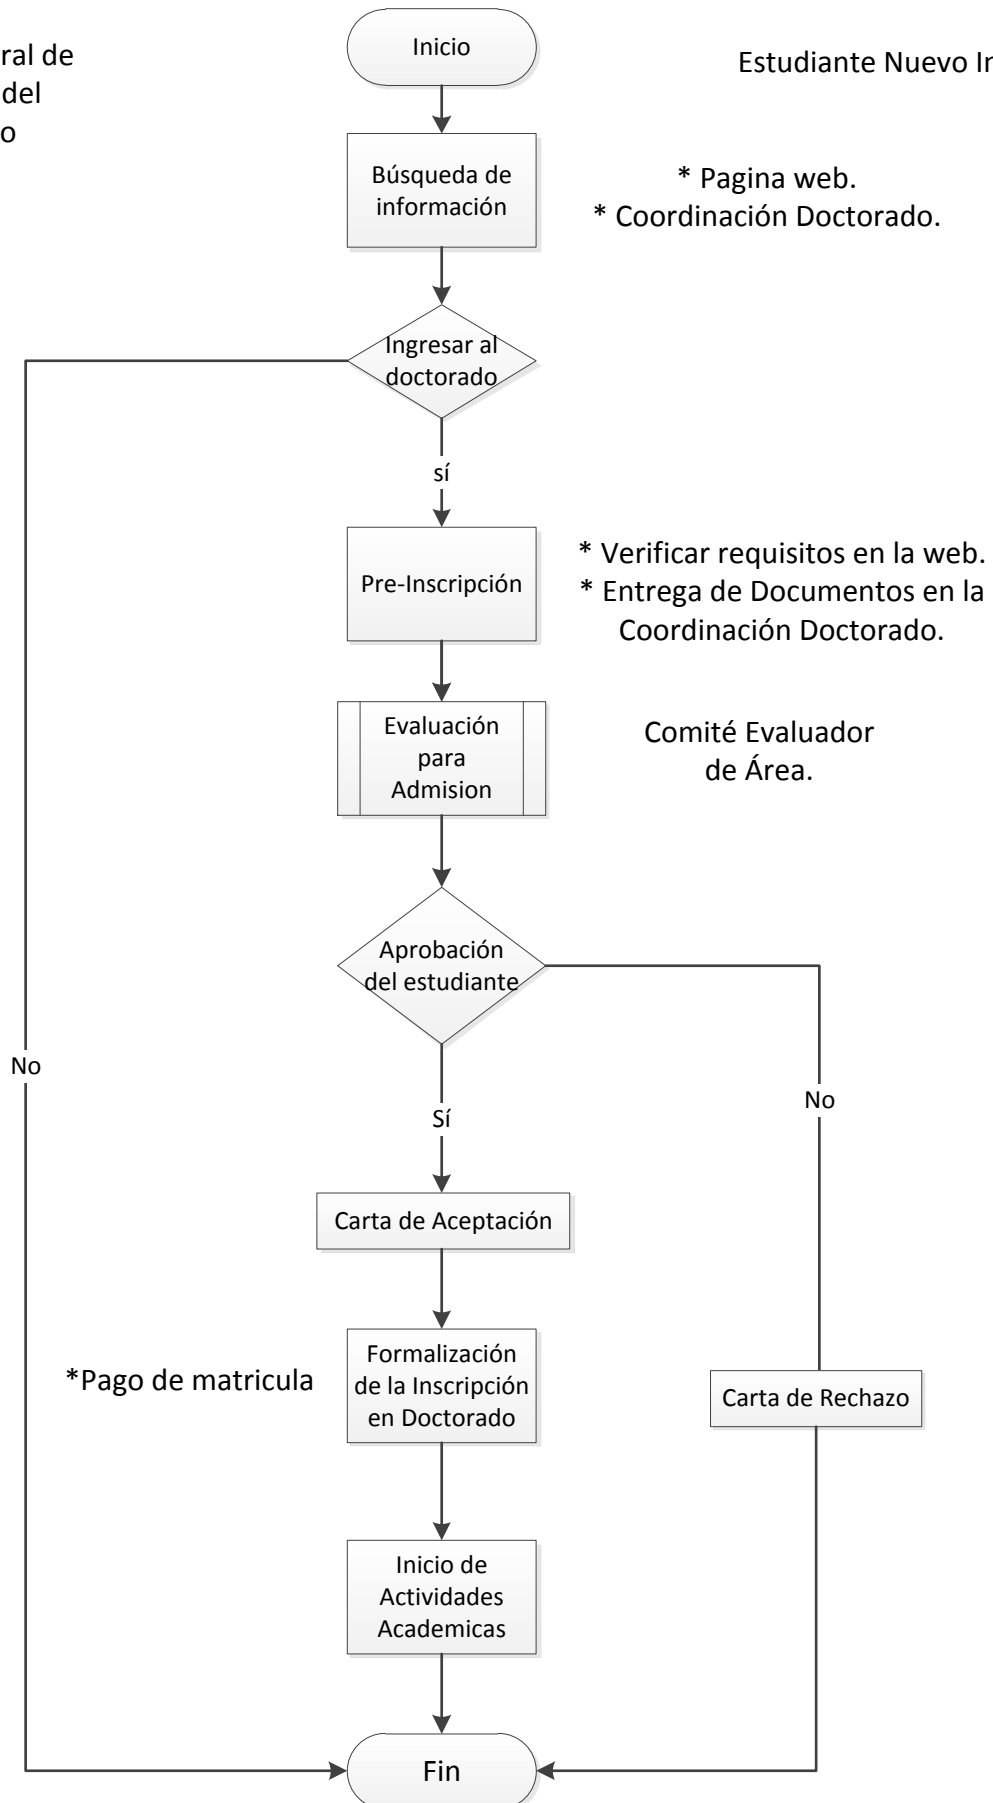 Inicio
ral de
del
o
Estudiante Nuevo In
Búsqueda de
información
* Pagina web.
* Coordinación Doctorado.
Ingresar al
doctorado
sí
Pre-Inscripción
* Verificar requisitos en la web.
* Entrega de Documentos en la
Coordinación Doctorado.
Evaluación
para
Admision
Comité Evaluador
de Área.
Aprobación
del estudiante
No
No
Sí
Carta de Aceptación
*Pago de matricula
Formalización
de la Inscripción
en Doctorado
Carta de Rechazo
Inicio de
Actividades
Academicas
Fin